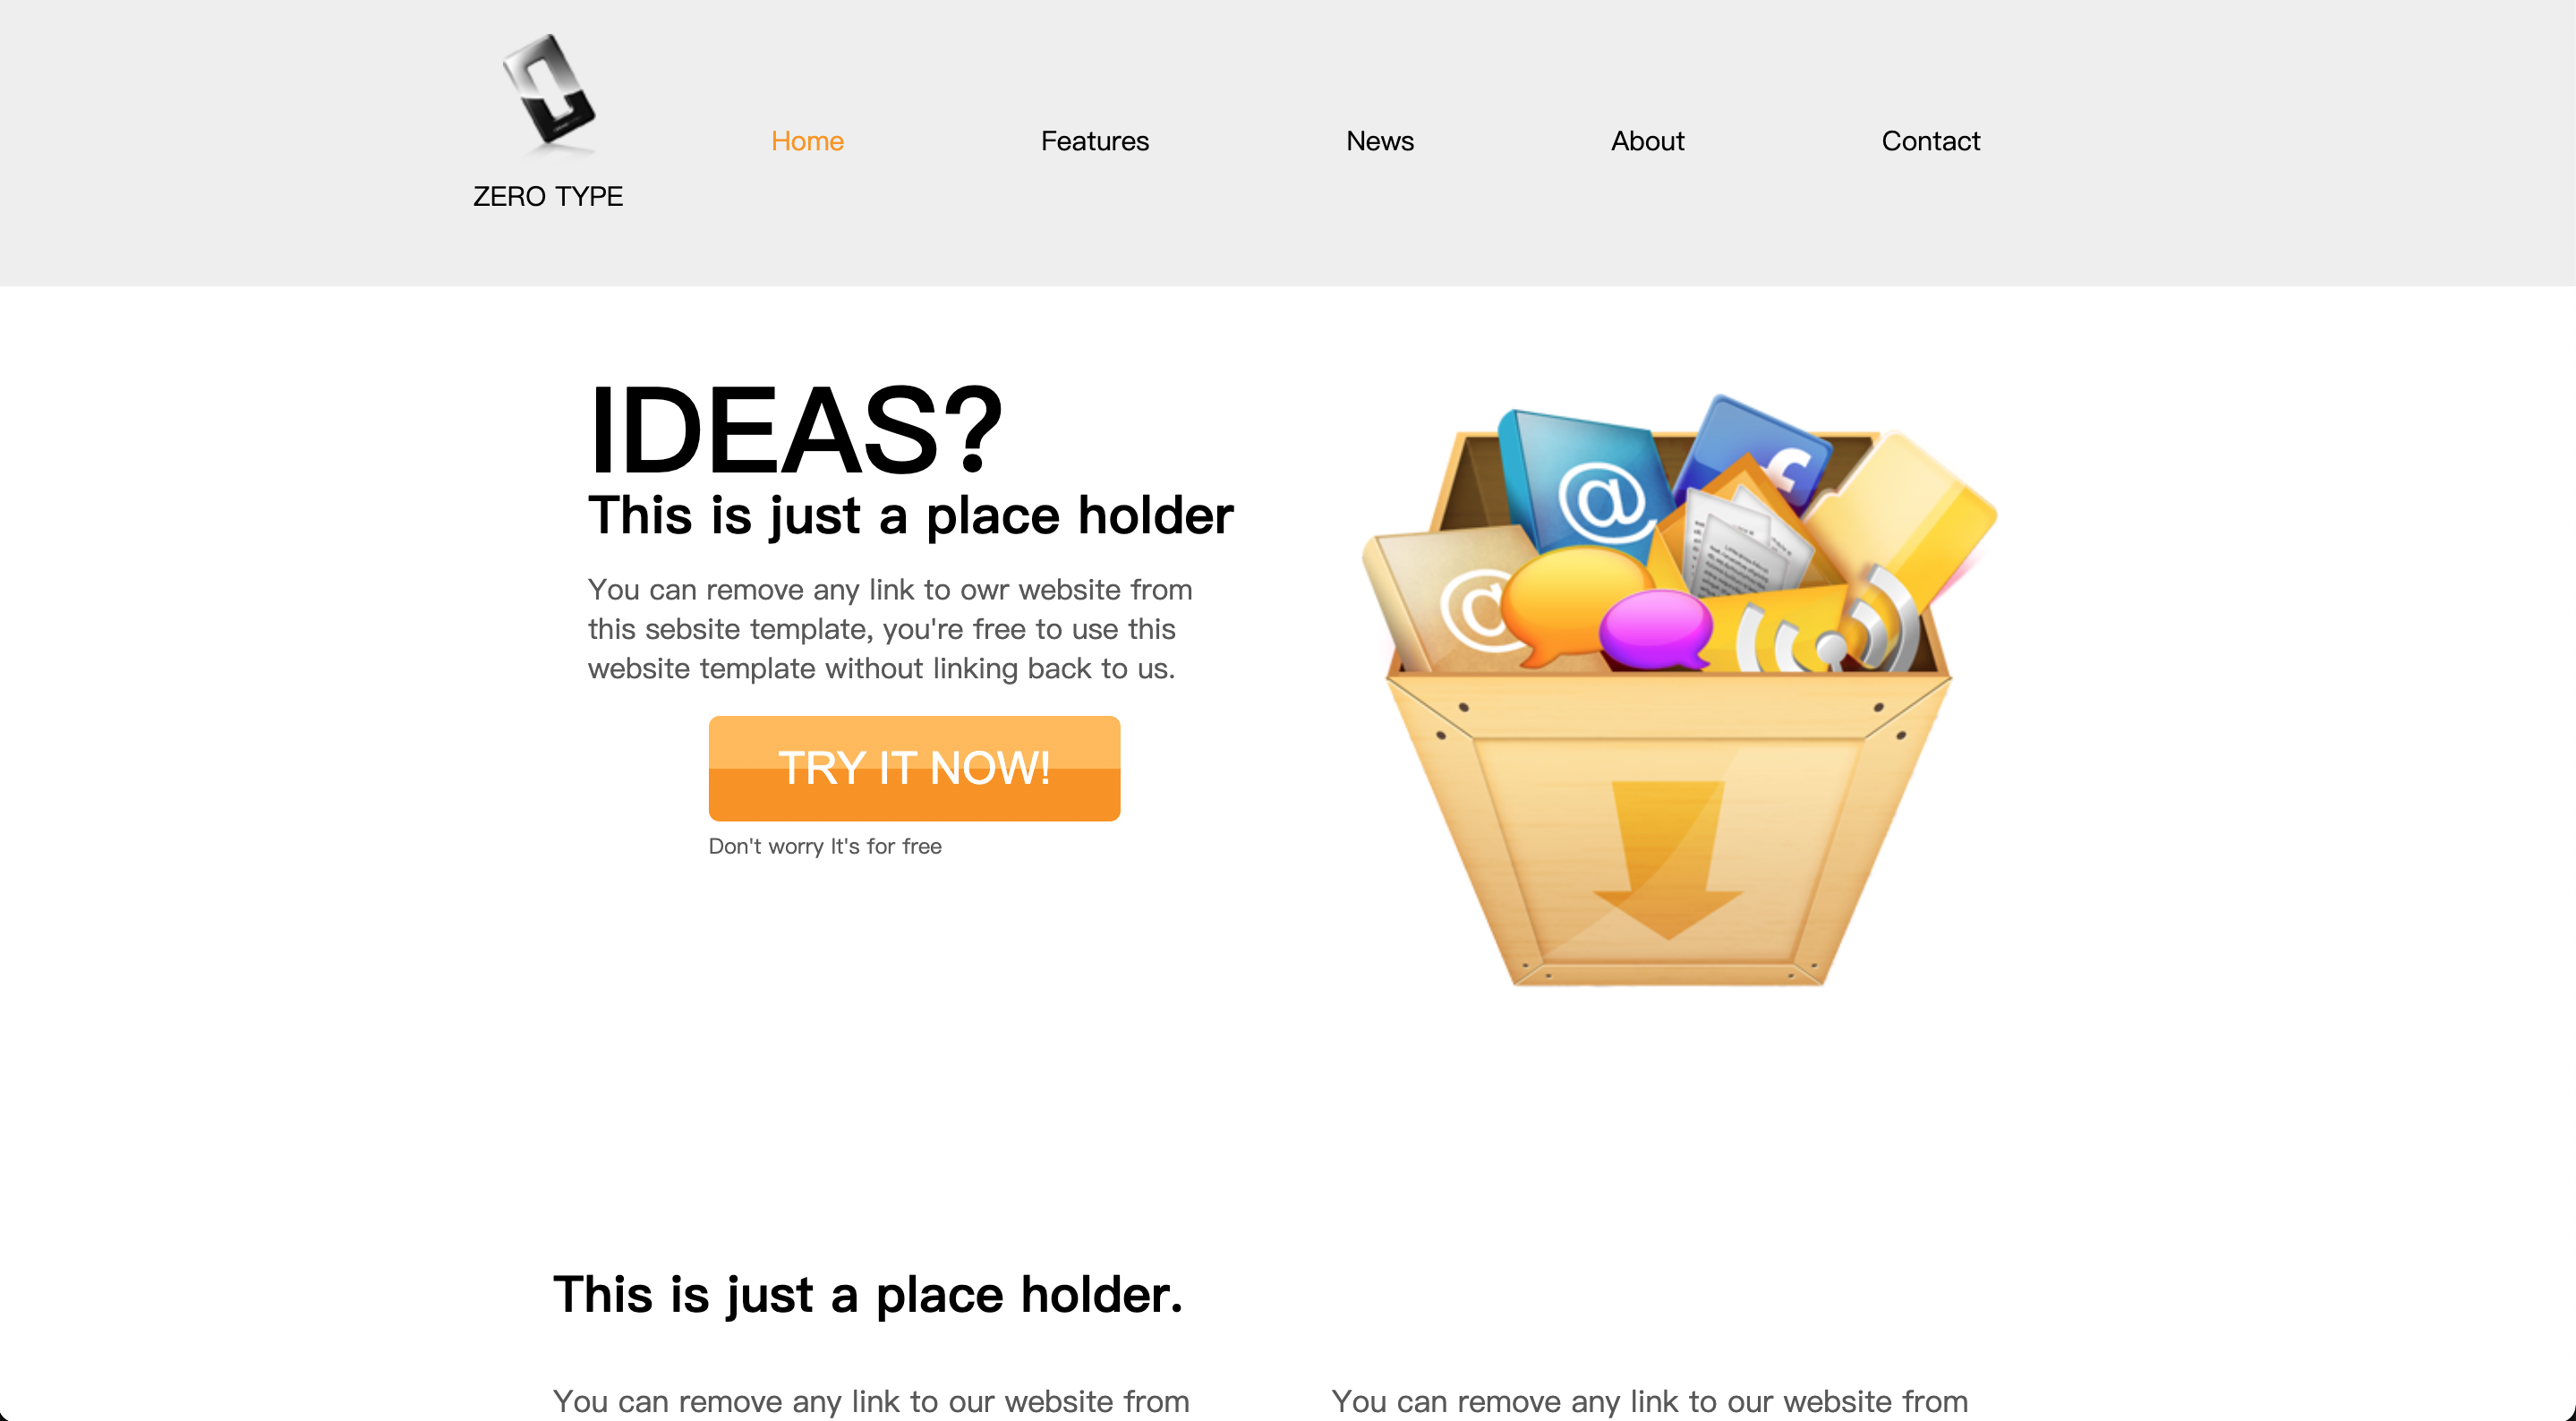 ZERO TYPE
Home
Features
News
About
Contact
IDEAS?
This is just a place holder
You can remove any link to owr website from
this sebsite template, you're free to use this
website template without linking back to us.
TRY IT NOW!
Don't worry It's for free
@
f
@
This is just a place holder.
You can remove any link to our website from
You can remove any link to our website from